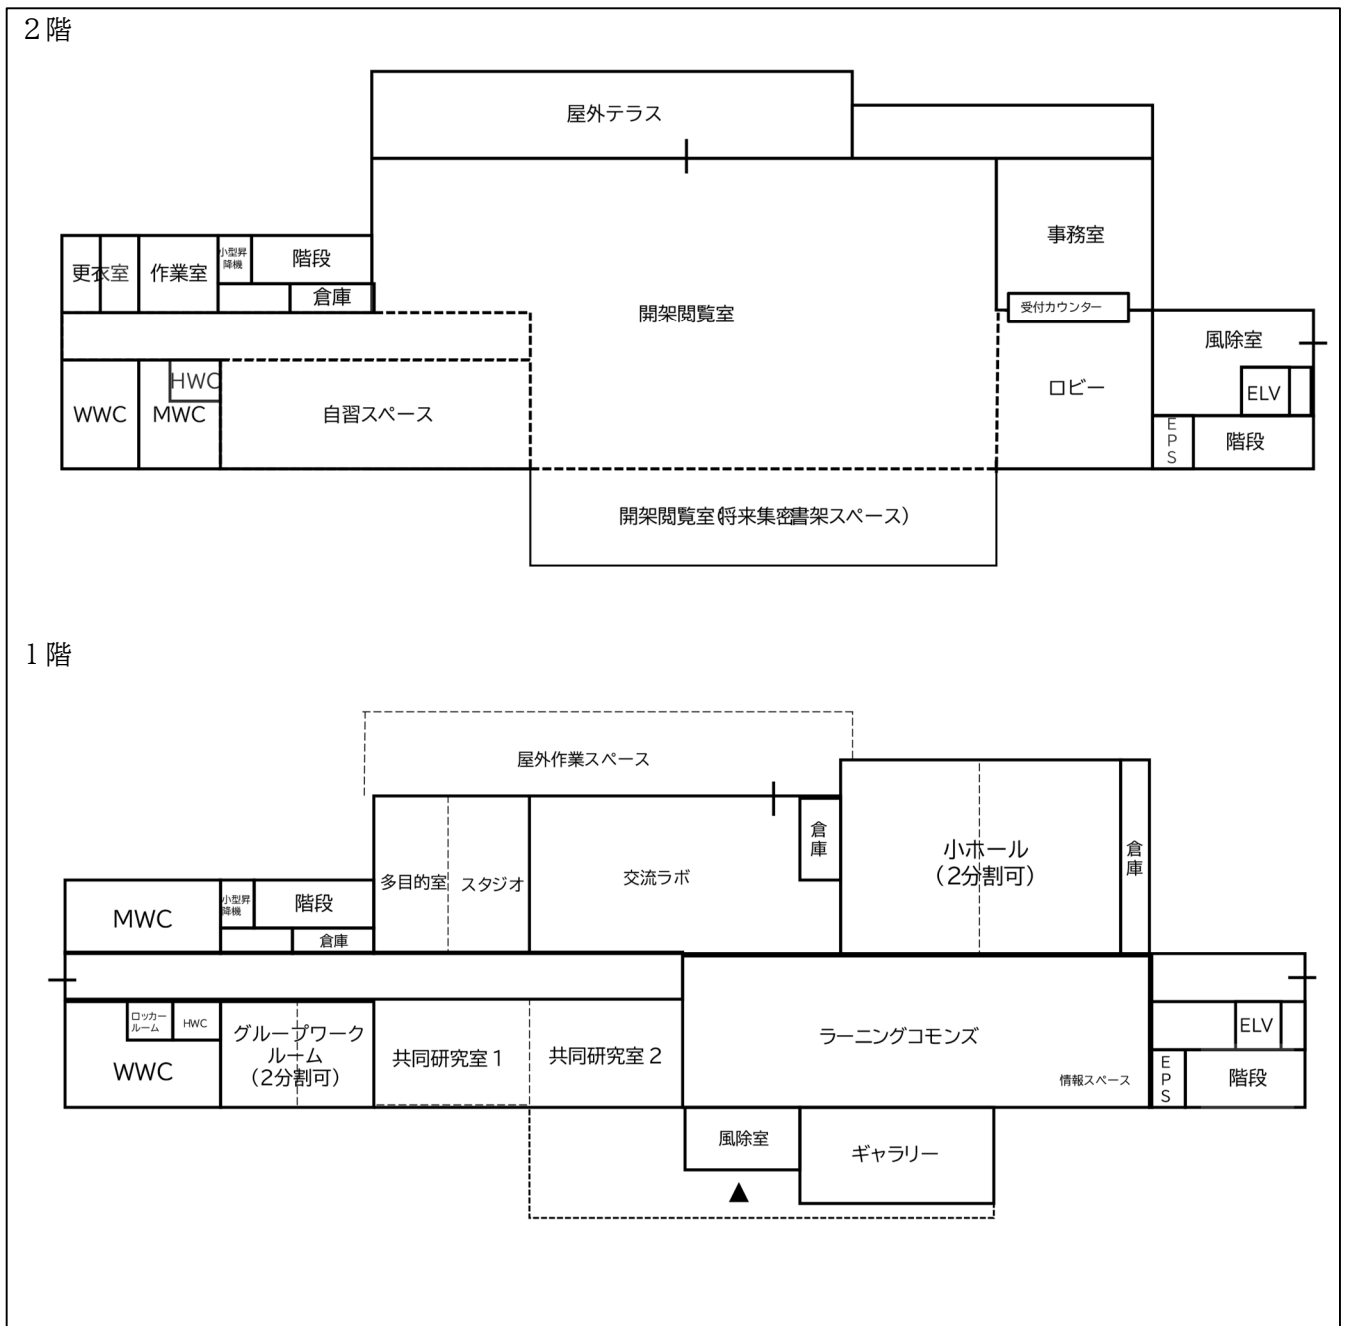 ２階
屋外テラス
事務室
小型昇
降機
階段
更衣室
作業室
倉庫
開架閲覧室
受付カウンター
風除室
HWC
ロビー
ELV
WWC
MWC
自習スペース
E
P
S
階段
開架閲覧室(将来集密書架スペース)
１階
屋外作業スペース
倉
庫
小ホール
(2分割可)
倉
庫
多目的室
スタジオ
交流ラボ
小型昇
降機
階段
MWC
倉庫
ロッカー
ルーム
HWC
グループワーク
ルーム
(2分割可)
共同研究室１
共同研究室２
ラーニングコモンズ
ELV
WWC
情報スペース
E
P
S
階段
風除室
ギャラリー